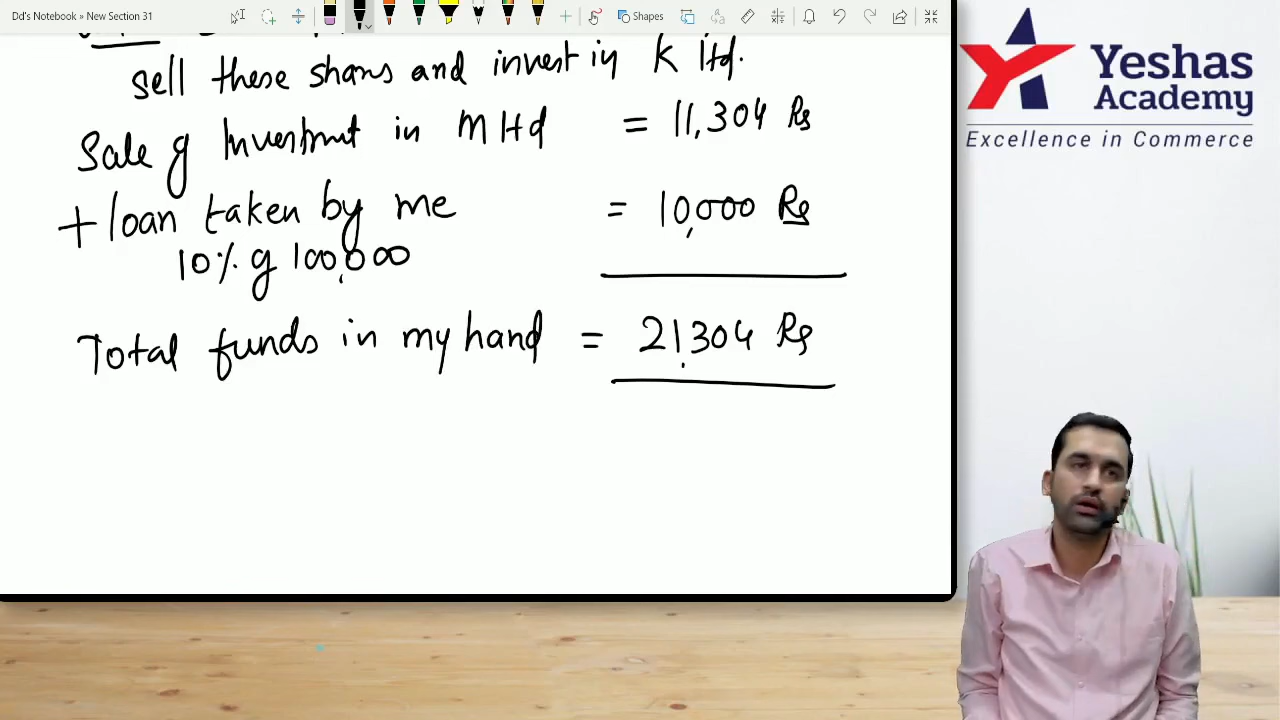 Dd's Notebook » New Section 31
Shapes
sell these shares and invest in K ltd.
Sale of Investment in M Ltd = 11,304 Rs
+ loan taken by me = 10,000 Rs
10% of 100,000
Total funds in my hand = 21,304 Rs
Yeshas
Academy
Excellence in Commerce